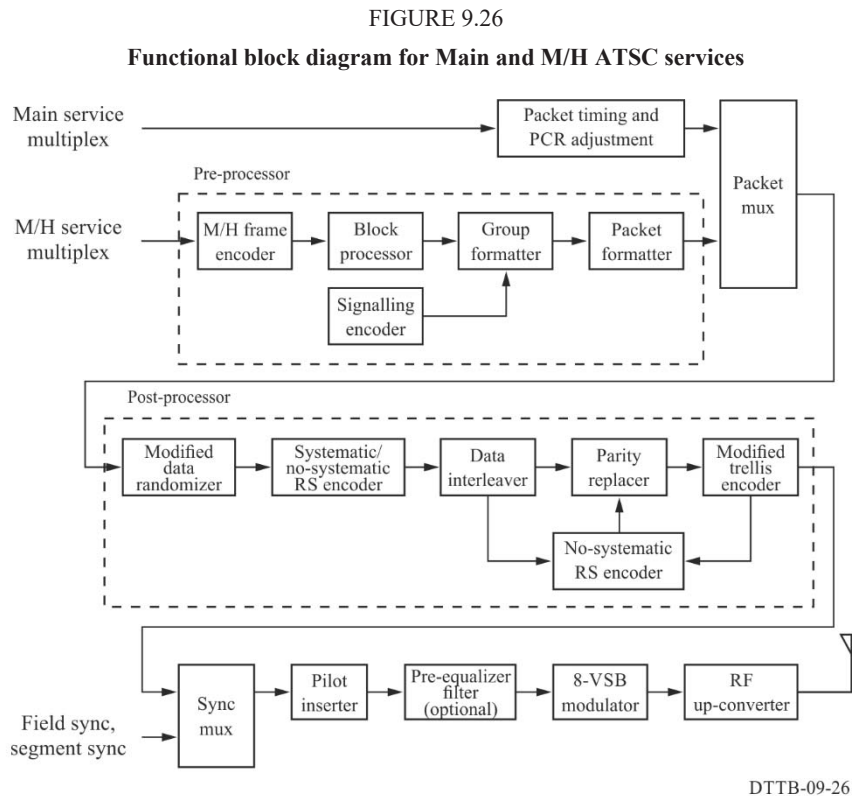 FIGURE 9.26
Functional block diagram for Main and M/H ATSC services
Main service
multiplex
Packet timing and
PCR adjustment
Packet
mux
Pre-processor
M/H service
multiplex
M/H frame
encoder
Block
processor
Group
formatter
Packet
formatter
Signalling
encoder
Post-processor
Modified
data
randomizer
Systematic/
no-systematic
RS encoder
Data
interleaver
Parity
replacer
Modified
trellis
encoder
No-systematic
RS encoder
Field sync,
segment sync
Sync
mux
Pilot
inserter
Pre-equalizer
filter
(optional)
8-VSB
modulator
RF
up-converter
DTTB-09-26